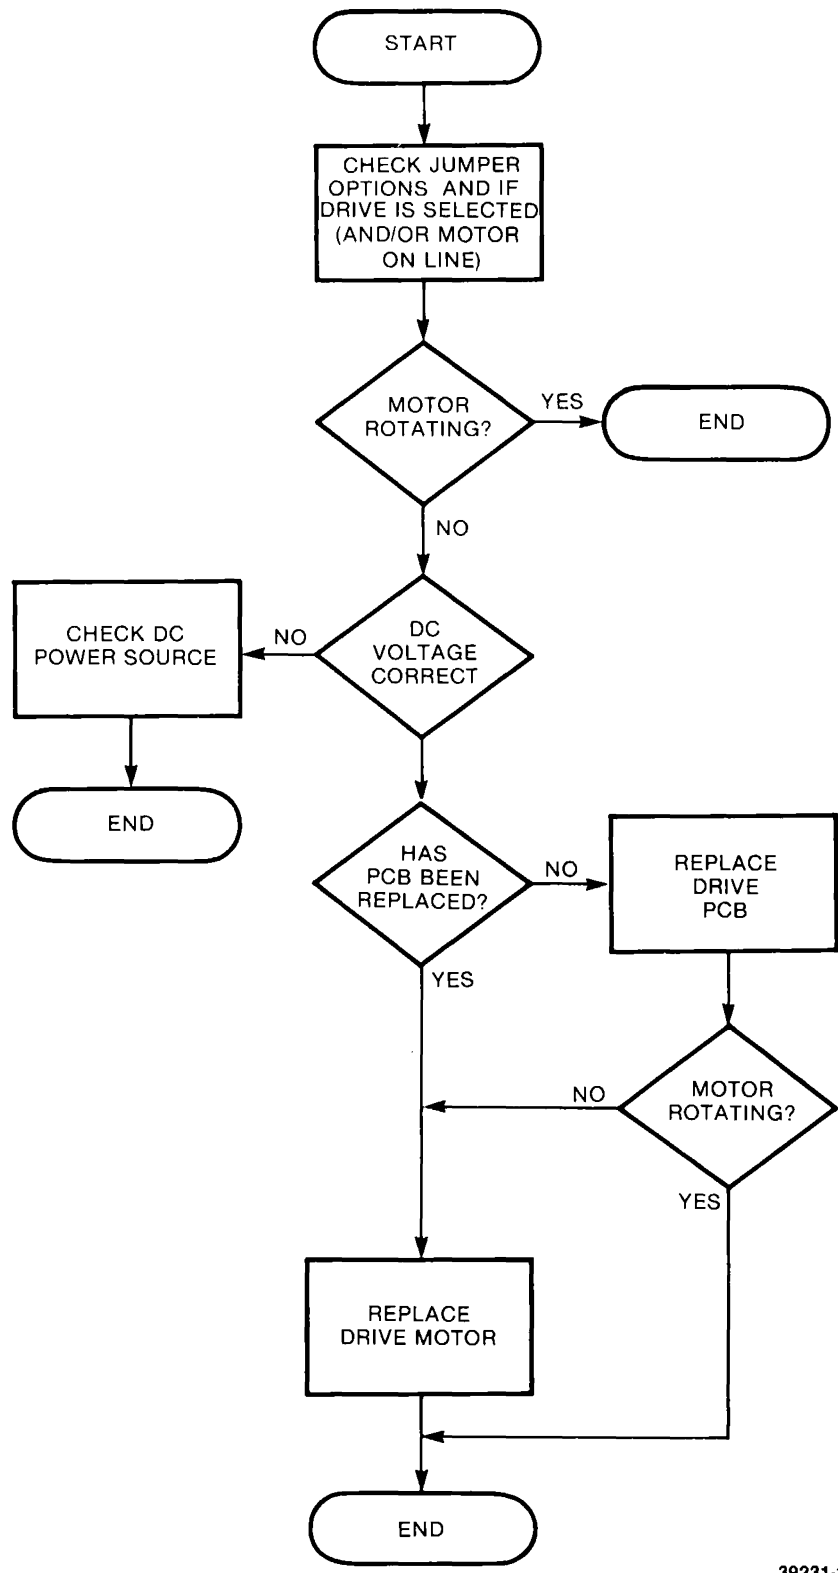 START
CHECK JUMPER
OPTIONS AND IF
DRIVE IS SELECTED
(AND/OR MOTOR
ON LINE)
MOTOR
ROTATING?
YES
END
NO
DC
VOLTAGE
CORRECT
NO
CHECK DC
POWER SOURCE
END
HAS
PCB BEEN
REPLACED?
NO
REPLACE
DRIVE
PCB
YES
MOTOR
ROTATING?
NO
YES
REPLACE
DRIVE MOTOR
END